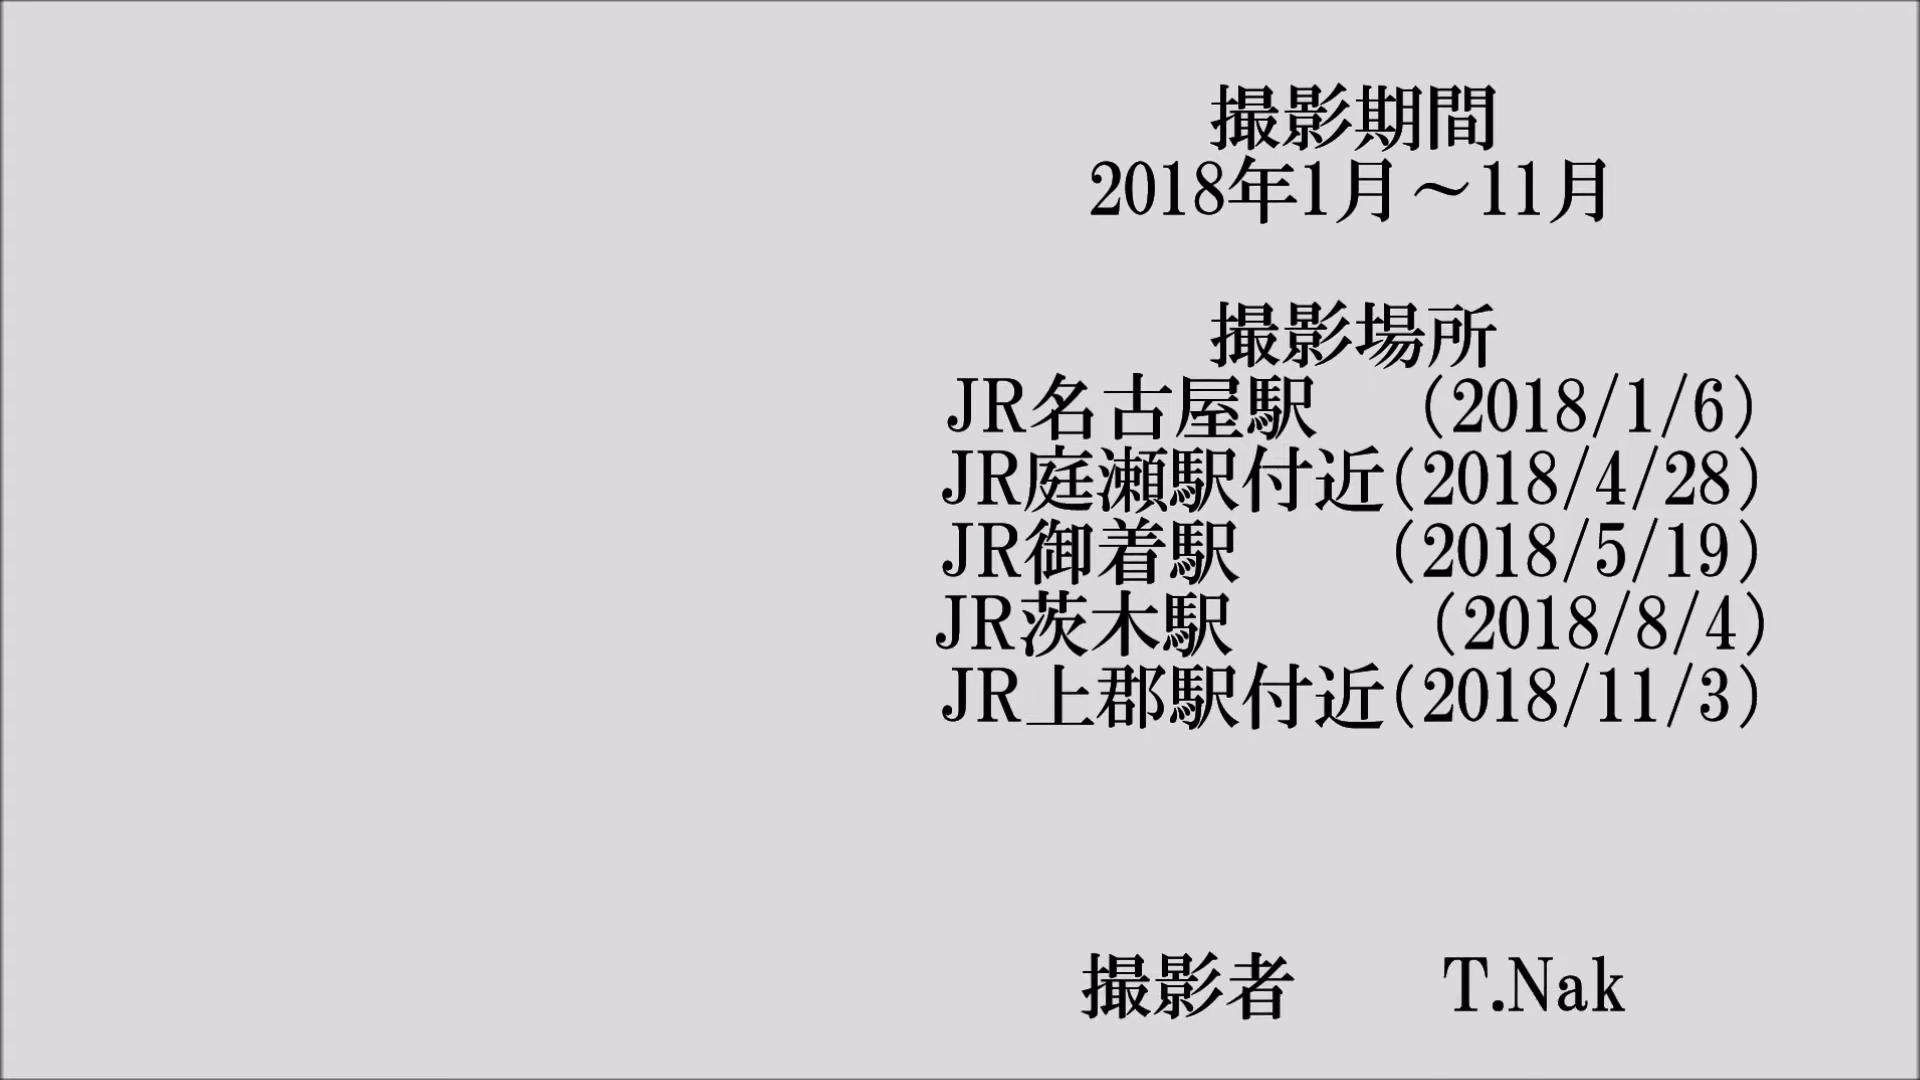 撮影期間
2018年1月～11月
撮影場所
JR名古屋駅　（2018/1/6）
JR庭瀬駅付近（2018/4/28）
JR御着駅　　（2018/5/19）
JR茨木駅　　（2018/8/4）
JR上郡駅付近（2018/11/3）
撮影者　　T.Nak